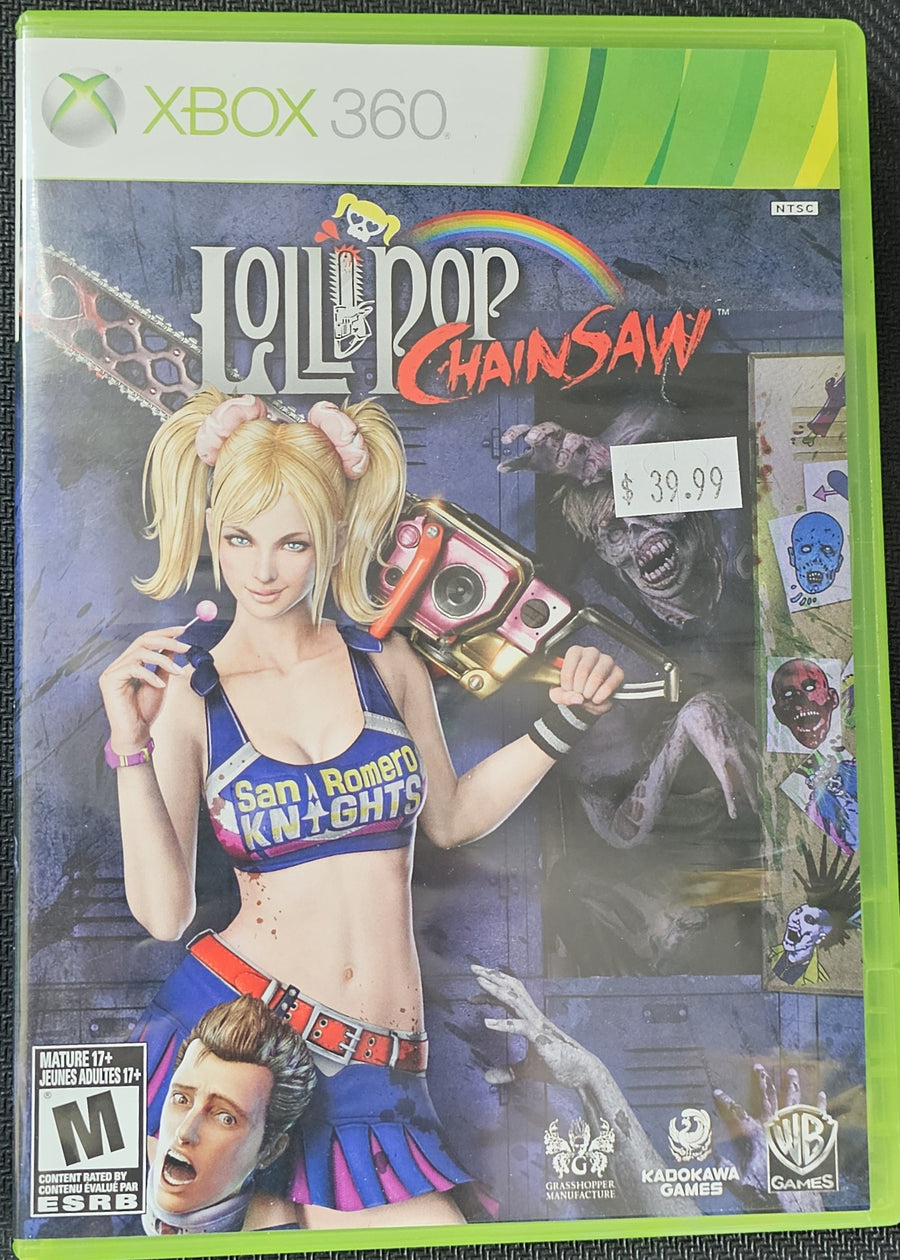 XBOX 360
NTSC
LOLLIPOP
CHAINSAW™
$ 39.99
San Romero
KNIGHTS
MATURE 17+
JEUNES ADULTES 17+
M
CONTENT RATED BY
CONTENU ÉVALUÉ PAR
ESRB
G
GRASSHOPPER
MANUFACTURE
KADOKAWA
GAMES
WB
GAMES